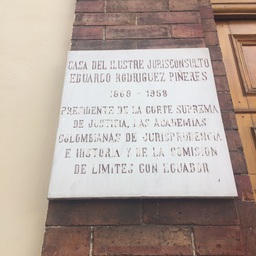 CASA DEL ILUSTRE JURISCONSULTO
EDUARDO RODRIGUEZ PIÑERES
1869 - 1958
PRESIDENTE DE LA CORTE SUPREMA
DE JUSTICIA, LAS ACADEMIAS
COLOMBIANAS DE JURISPRUDENCIA
E HISTORIA Y DE LA COMISION
DE LIMITES CON ECUADOR